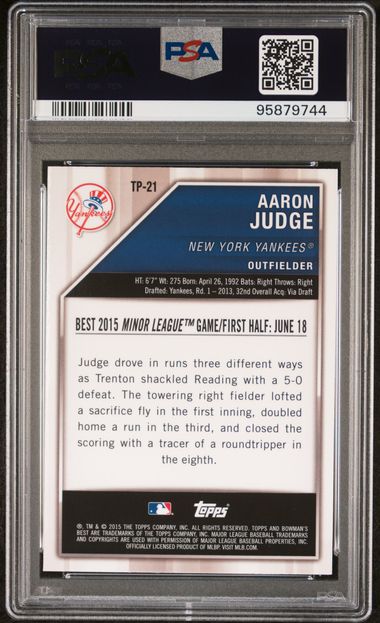 PSA
PSA
95879744
Yankees
TP-21
AARON
JUDGE
NEW YORK YANKEES®
OUTFIELDER
HT: 6'7" Wt: 275 Born: April 26, 1992 Bats: Right Throws: Right
Drafted: Yankees, Rd. 1 – 2013, 32nd Overall Acq: Via Draft
BEST 2015 MINOR LEAGUE™ GAME/FIRST HALF: JUNE 18
Judge drove in runs three different ways
as Trenton shackled Reading with a 5-0
defeat. The towering right fielder lofted
a sacrifice fly in the first inning, doubled
home a run in the third, and closed the
scoring with a tracer of a roundtripper in
the eighth.
Topps
®, TM & © 2015 THE TOPPS COMPANY, INC. ALL RIGHTS RESERVED. TOPPS AND BOWMAN'S
BEST ARE TRADEMARKS OF THE TOPPS COMPANY, INC. MAJOR LEAGUE BASEBALL TRADEMARKS
AND COPYRIGHTS ARE USED WITH PERMISSION OF MAJOR LEAGUE BASEBALL PROPERTIES, INC.
OFFICIALLY LICENSED PRODUCT OF MLBP. VISIT MLB.COM.